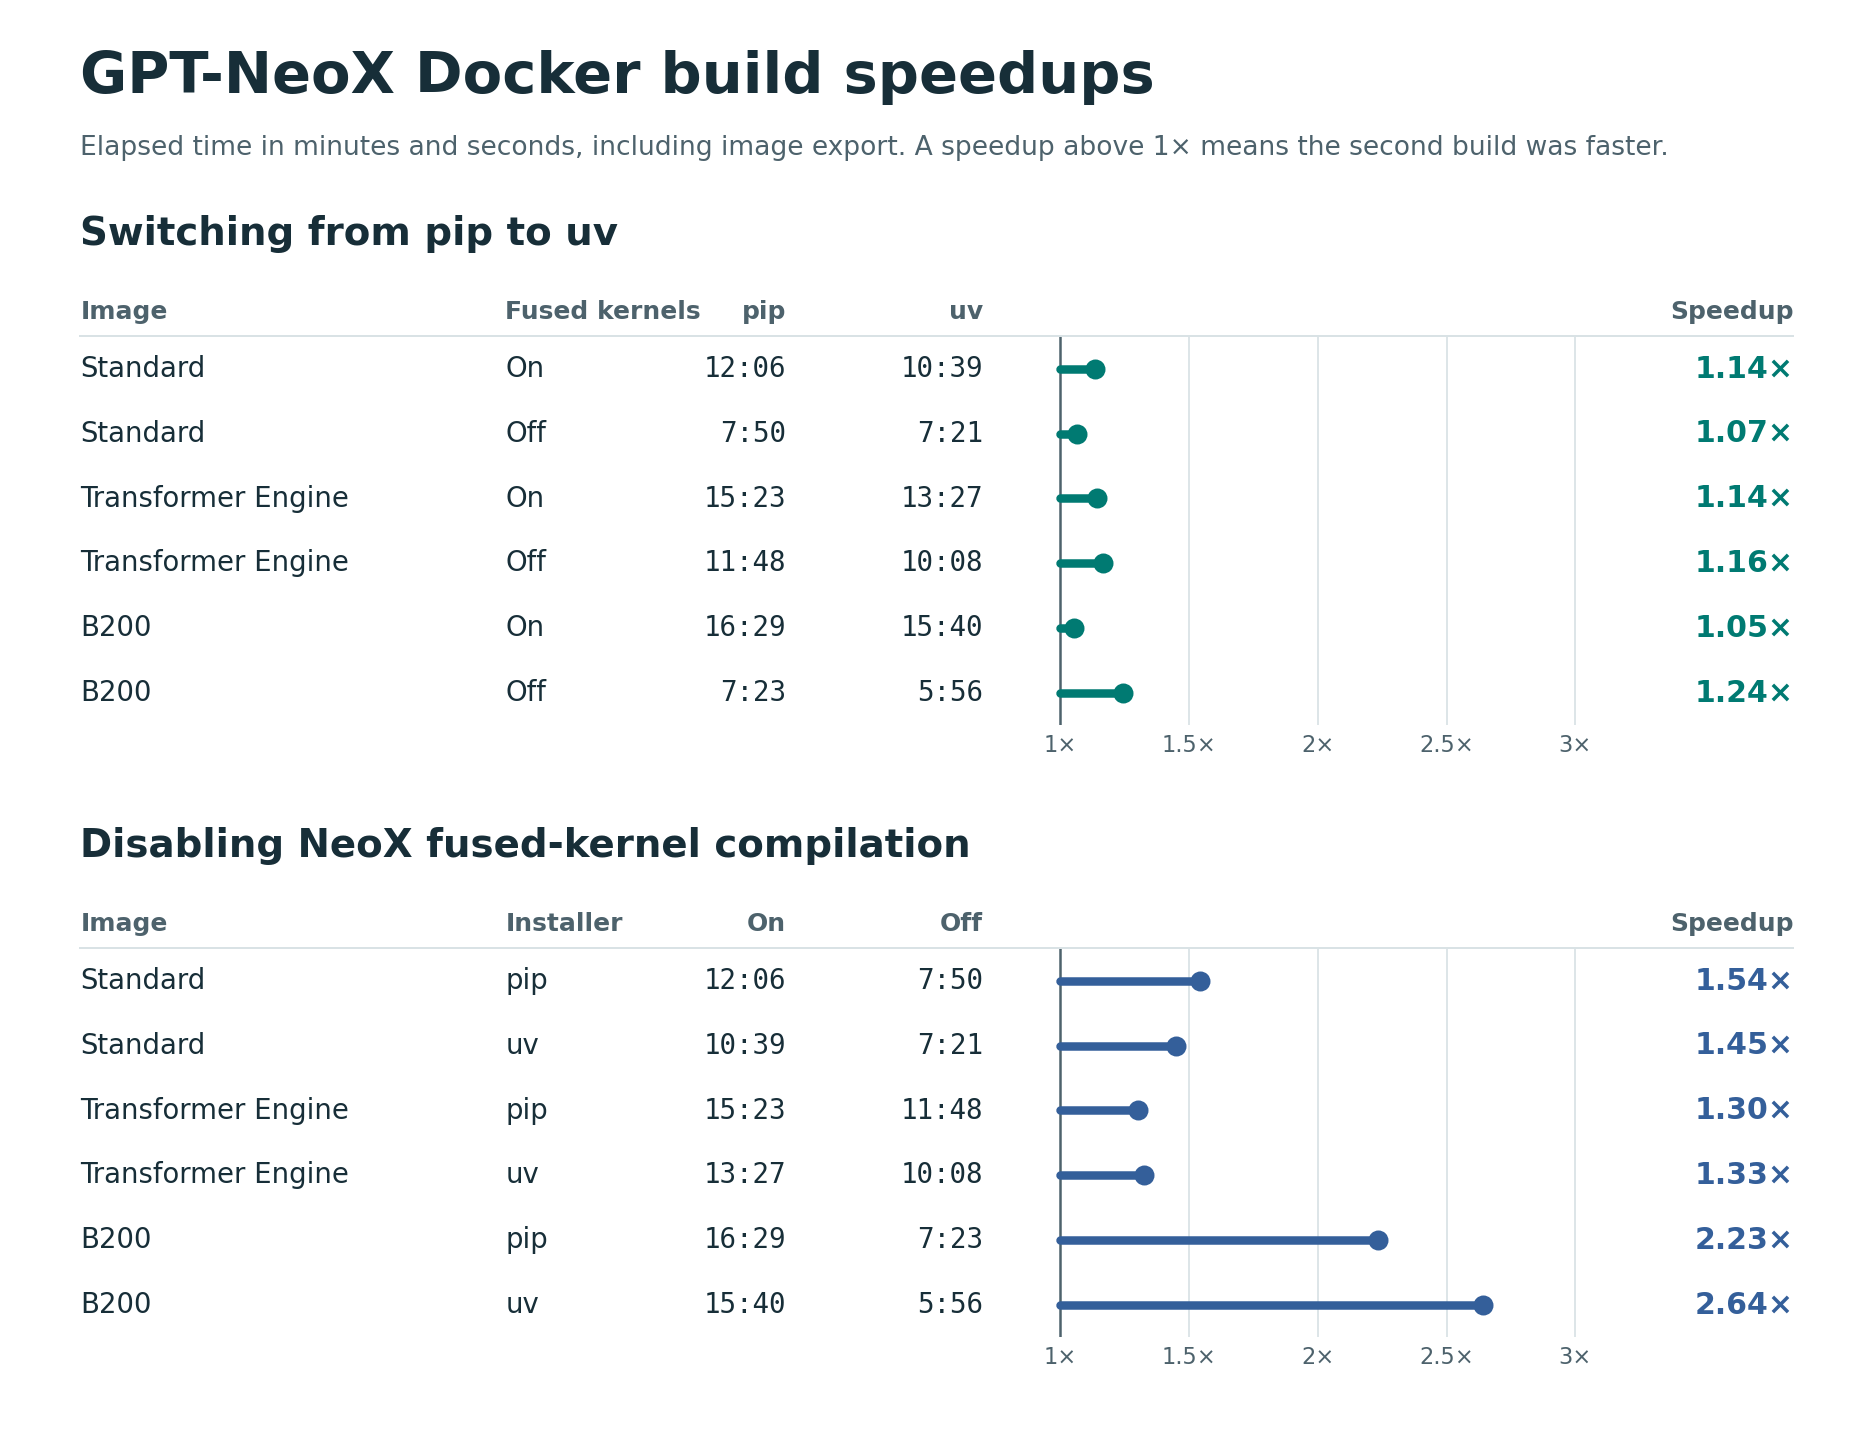 GPT-NeoX Docker build speedups
Elapsed time in minutes and seconds, including image export. A speedup above 1× means the second build was faster.
Switching from pip to uv
Image Fused kernels pip uv Speedup
Standard On 12:06 10:39 1.14×
Standard Off 7:50 7:21 1.07×
Transformer Engine On 15:23 13:27 1.14×
Transformer Engine Off 11:48 10:08 1.16×
B200 On 16:29 15:40 1.05×
B200 Off 7:23 5:56 1.24×
1× 1.5× 2× 2.5× 3×
Disabling NeoX fused-kernel compilation
Image Installer On Off Speedup
Standard pip 12:06 7:50 1.54×
Standard uv 10:39 7:21 1.45×
Transformer Engine pip 15:23 11:48 1.30×
Transformer Engine uv 13:27 10:08 1.33×
B200 pip 16:29 7:23 2.23×
B200 uv 15:40 5:56 2.64×
1× 1.5× 2× 2.5× 3×